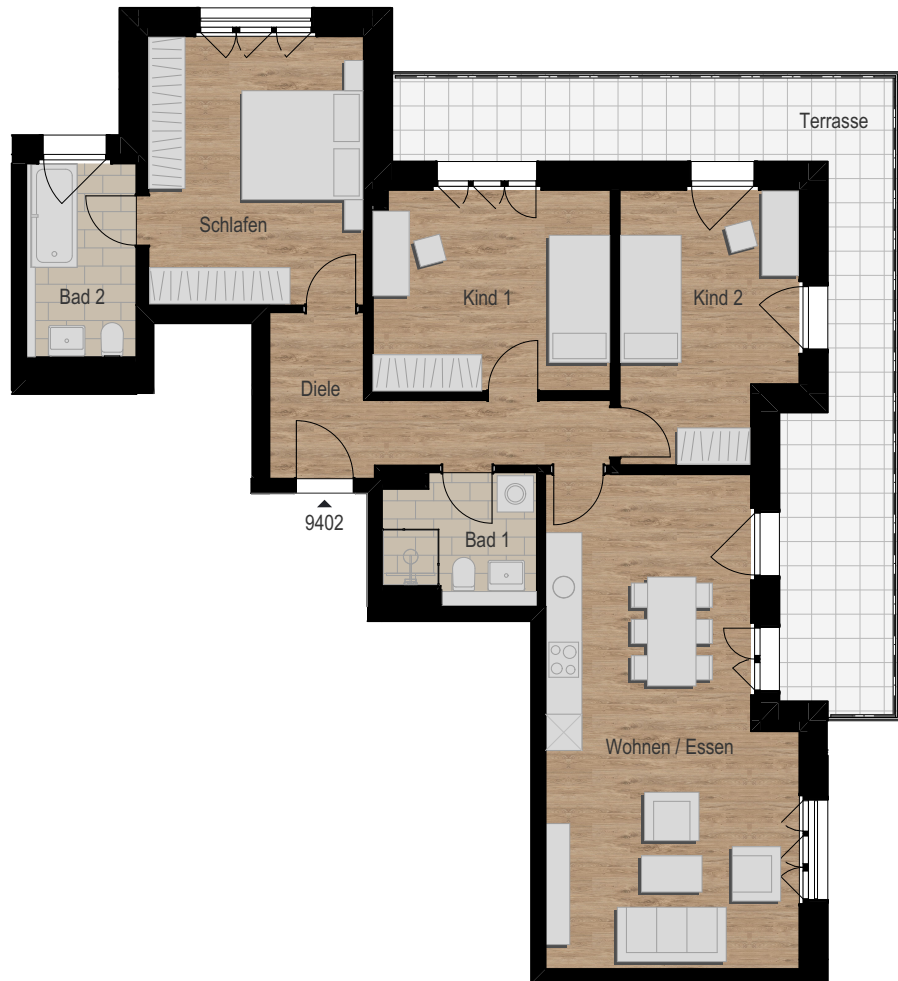 Terrasse
Schlafen
Bad 2
Kind 1
Kind 2
Diele
9402
Bad 1
Wohnen / Essen